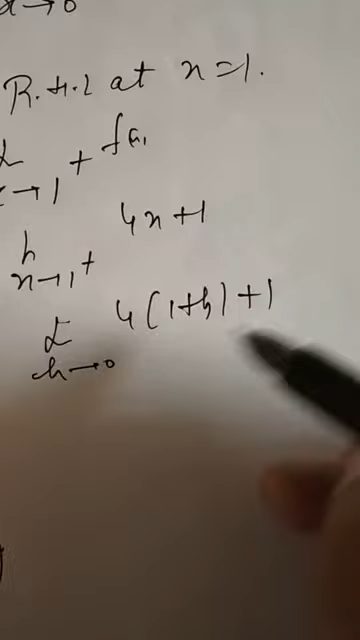 x→0
R.H.L at x=1.
Lt x→1+ f(x)
Lt x→1+ 4x+1
Lt h→0 4(1+h)+1